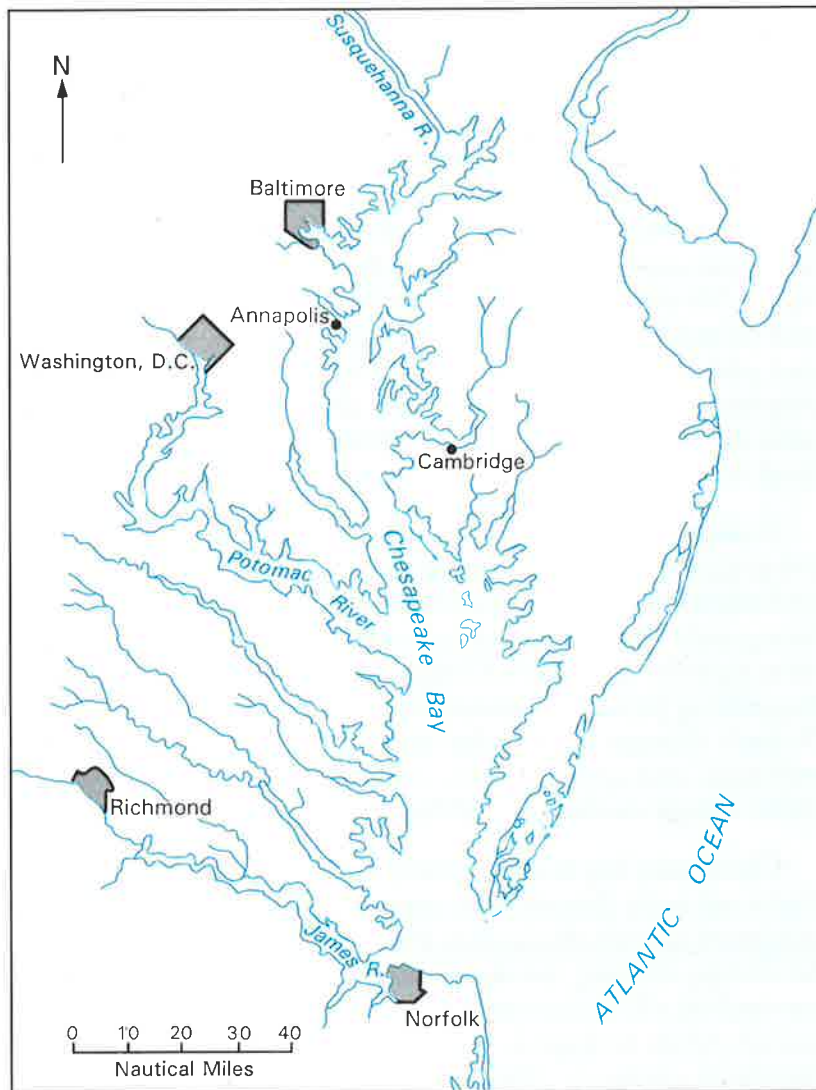 N
Susquehanna R.
Baltimore
Annapolis
Washington, D.C.
Cambridge
Potomac
River
Chesapeake Bay
Richmond
ATLANTIC OCEAN
James R.
Norfolk
0 10 20 30 40
Nautical Miles